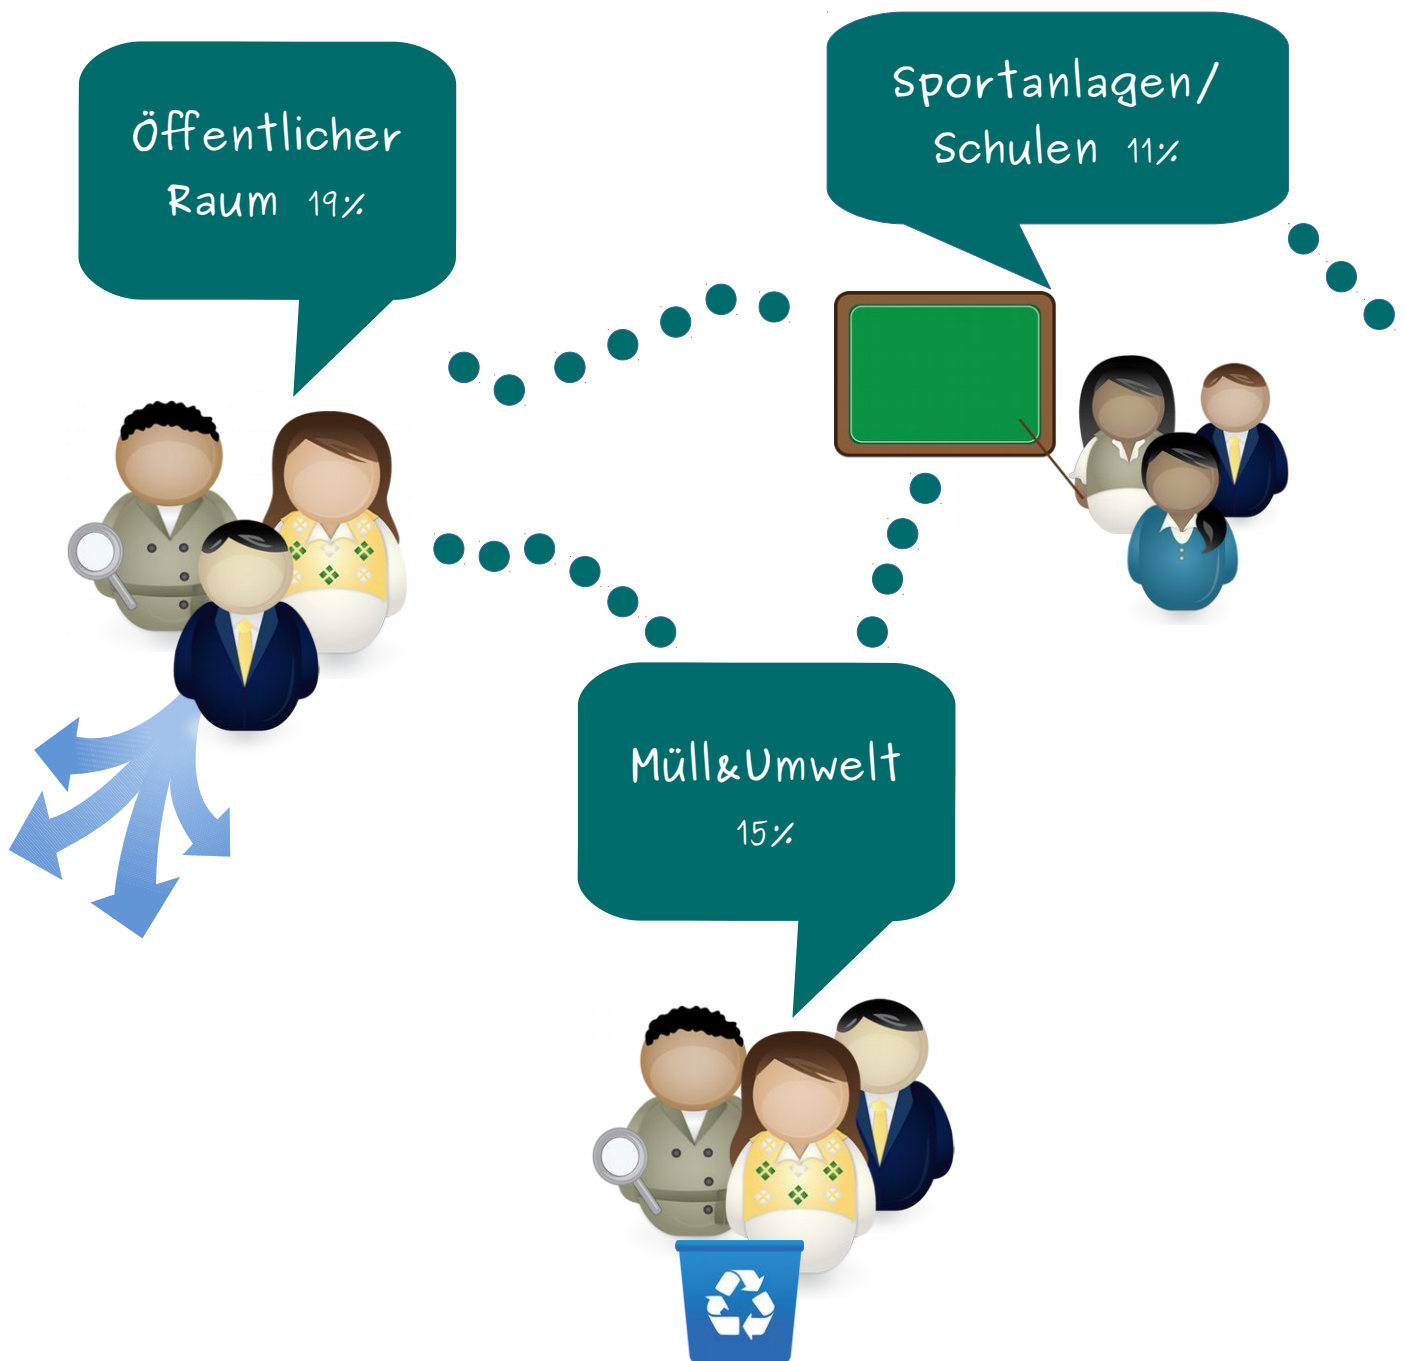 Öffentlicher
Raum 19%
Sportanlagen/
Schulen 11%
Müll&Umwelt
15%